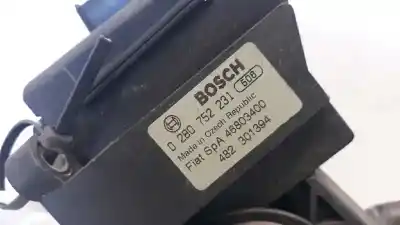 BOSCH
0 280 752 231 508
Made in Czech Republic
Fiat SpA 46803400
482 301394